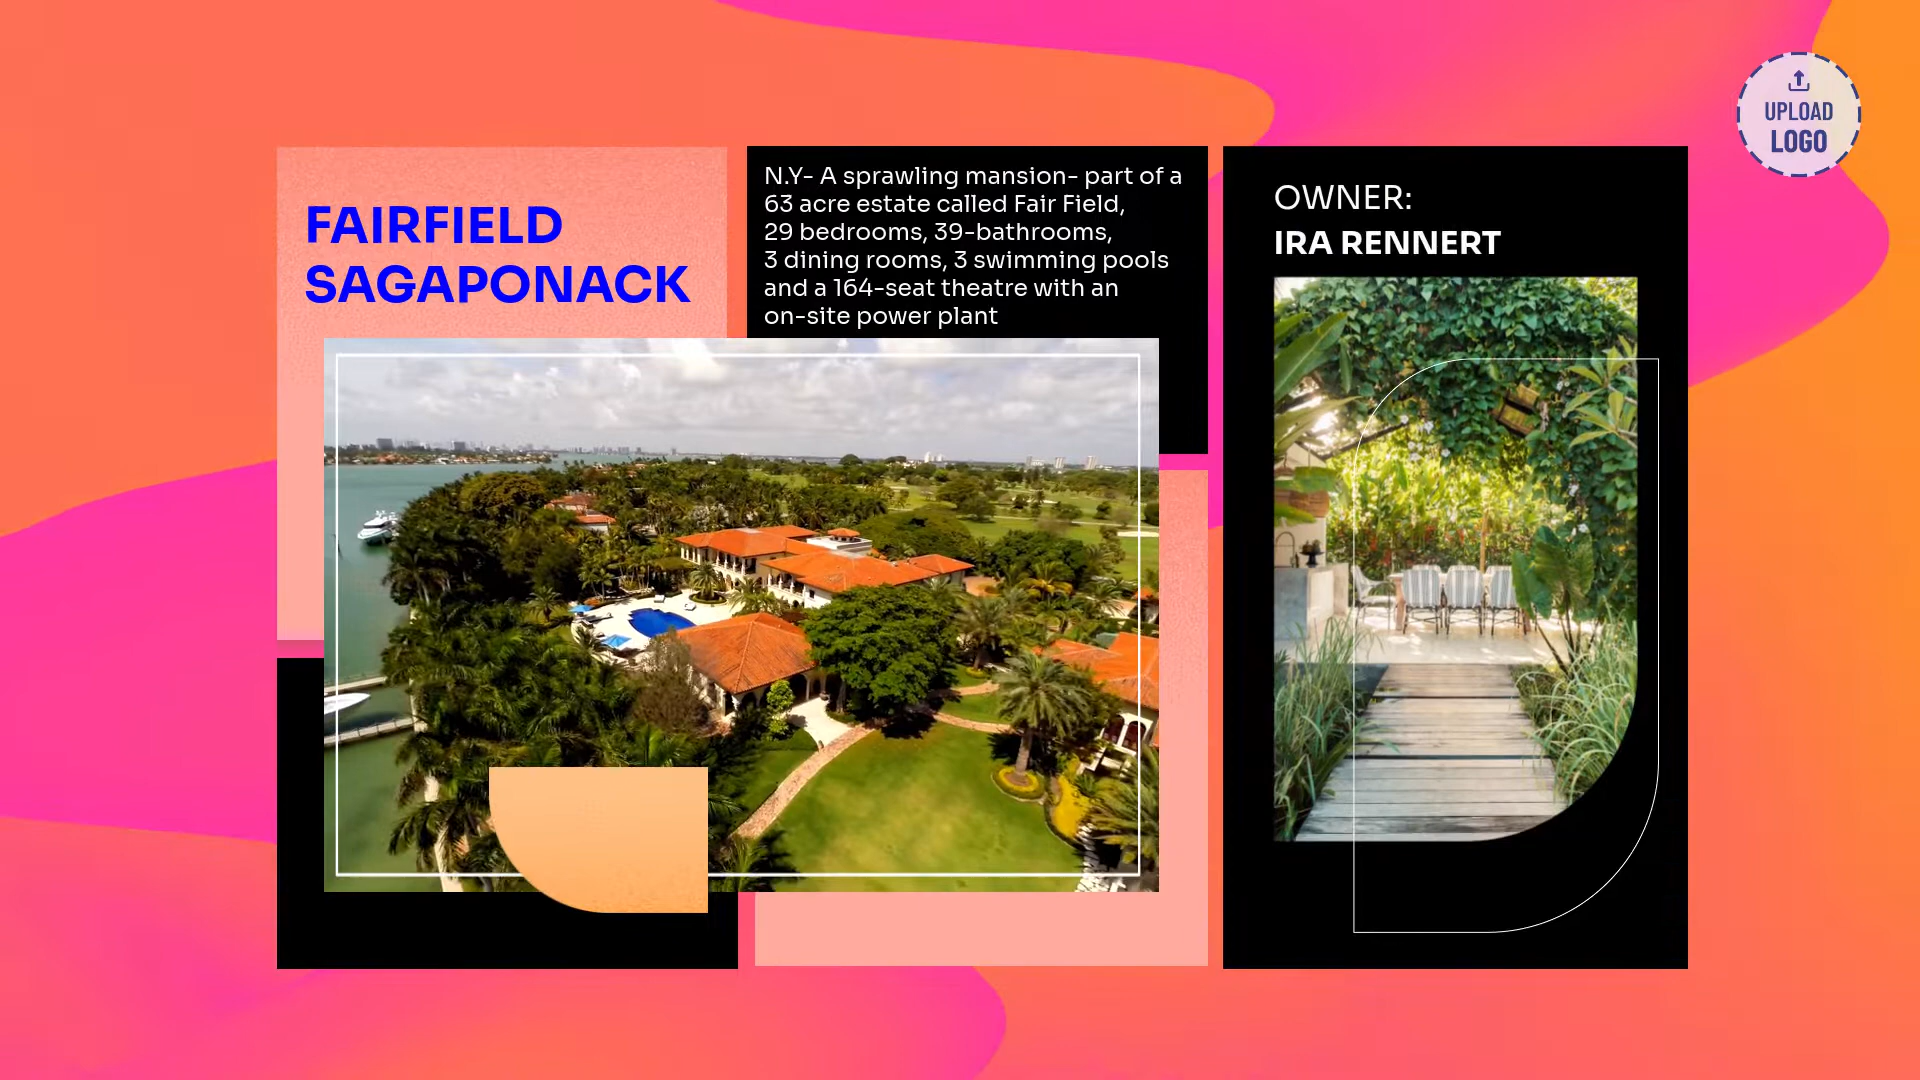 FAIRFIELD
SAGAPONACK
N.Y- A sprawling mansion- part of a
63 acre estate called Fair Field,
29 bedrooms, 39-bathrooms,
3 dining rooms, 3 swimming pools
and a 164-seat theatre with an
on-site power plant
OWNER:
IRA RENNERT
UPLOAD
LOGO